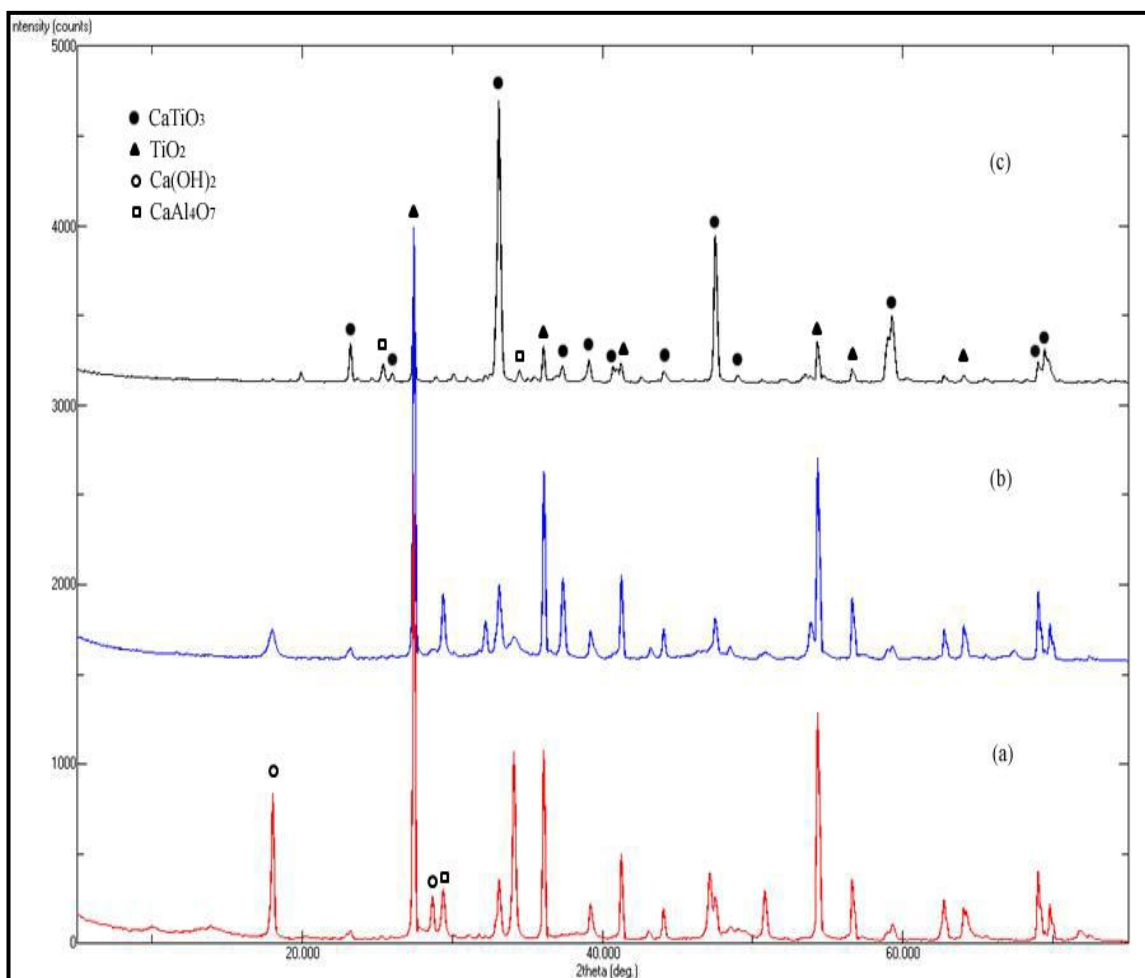 ntensity (counts)
5000
CaTiO3
TiO2
Ca(OH)2
CaAl4O7
(c)
4000
3000
(b)
2000
1000
(a)
0
20.000
40.000
60.000
2theta (deg.)